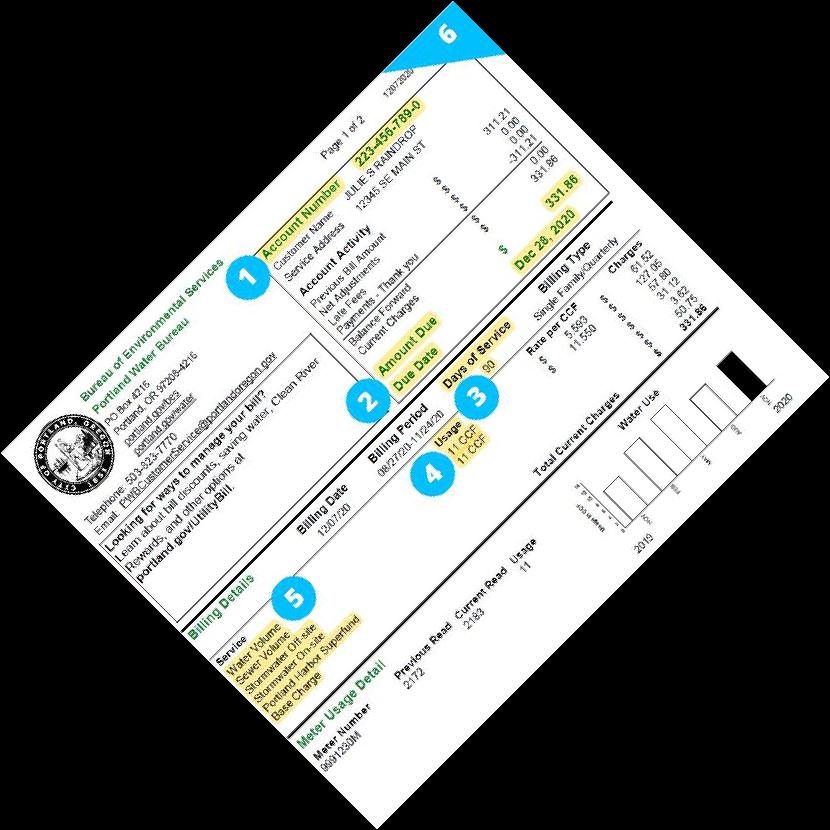 6
12/07/2020
Page 1 of 2
CITY OF PORTLAND, OREGON
1851
Bureau of Environmental Services
Portland Water Bureau
PO Box 4216
Portland, OR 97208-4216
portland.gov/bes
portland.gov/water
Telephone 503-823-7770
Email: PWBCustomerService@portlandoregon.gov
Looking for ways to manage your bill?
Learn about bill discounts, saving water, Clean River
Rewards, and other options at
portland.gov/UtilityBill.
1
Account Number 223-456-789-0
Customer Name JULIE S RAINDROP
Service Address 12345 SE MAIN ST
Account Activity
Previous Bill Amount $ 311.21
Net Adjustments $ 0.00
Late Fees $ 0.00
Payments - Thank you $ -311.21
Balance Forward $ 0.00
Current Charges $ 331.86
2
Amount Due $ 331.86
Due Date Dec 28, 2020
Billing Details
Billing Date Billing Period Days of Service Billing Type
12/07/20 08/27/20-11/24/20 90 Single Family/Quarterly
3
4
5
Service Usage Rate per CCF Charges
Water Volume 11 CCF $ 5.593 $ 61.52
Sewer Volume 11 CCF $ 11.550 $ 127.05
Stormwater Off-site $ 57.80
Stormwater On-site $ 31.12
Portland Harbor Superfund $ 3.62
Base Charge $ 50.75
Total Current Charges 331.86
Meter Usage Detail
Meter Number Previous Read Current Read Usage
9991230M 2172 2183 11
Water Use
Usage in CCF
NOV FEB MAY AUG NOV
2019 2020